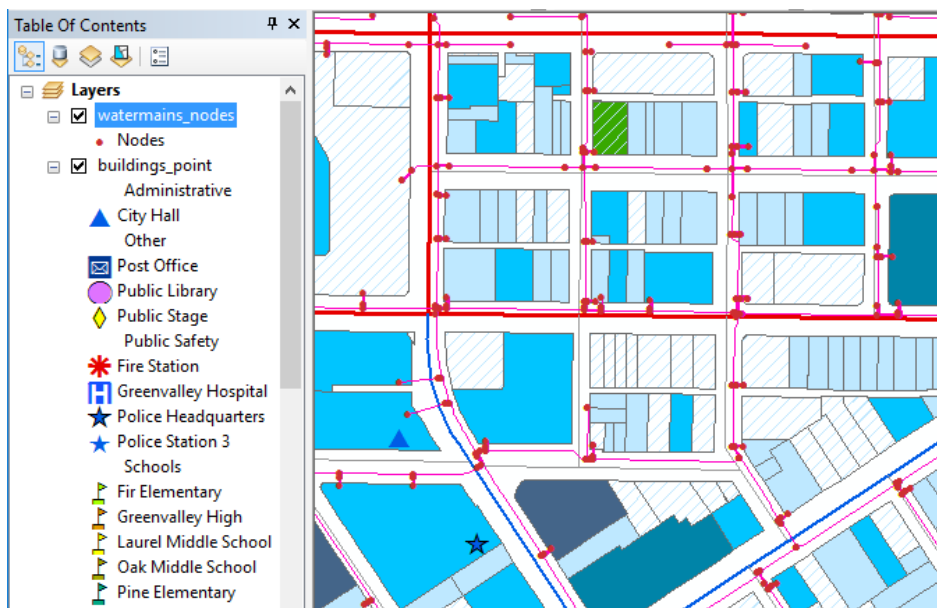 Table Of Contents
Layers
watermains_nodes
Nodes
buildings_point
Administrative
City Hall
Other
Post Office
Public Library
Public Stage
Public Safety
Fire Station
Greenvalley Hospital
Police Headquarters
Police Station 3
Schools
Fir Elementary
Greenvalley High
Laurel Middle School
Oak Middle School
Pine Elementary